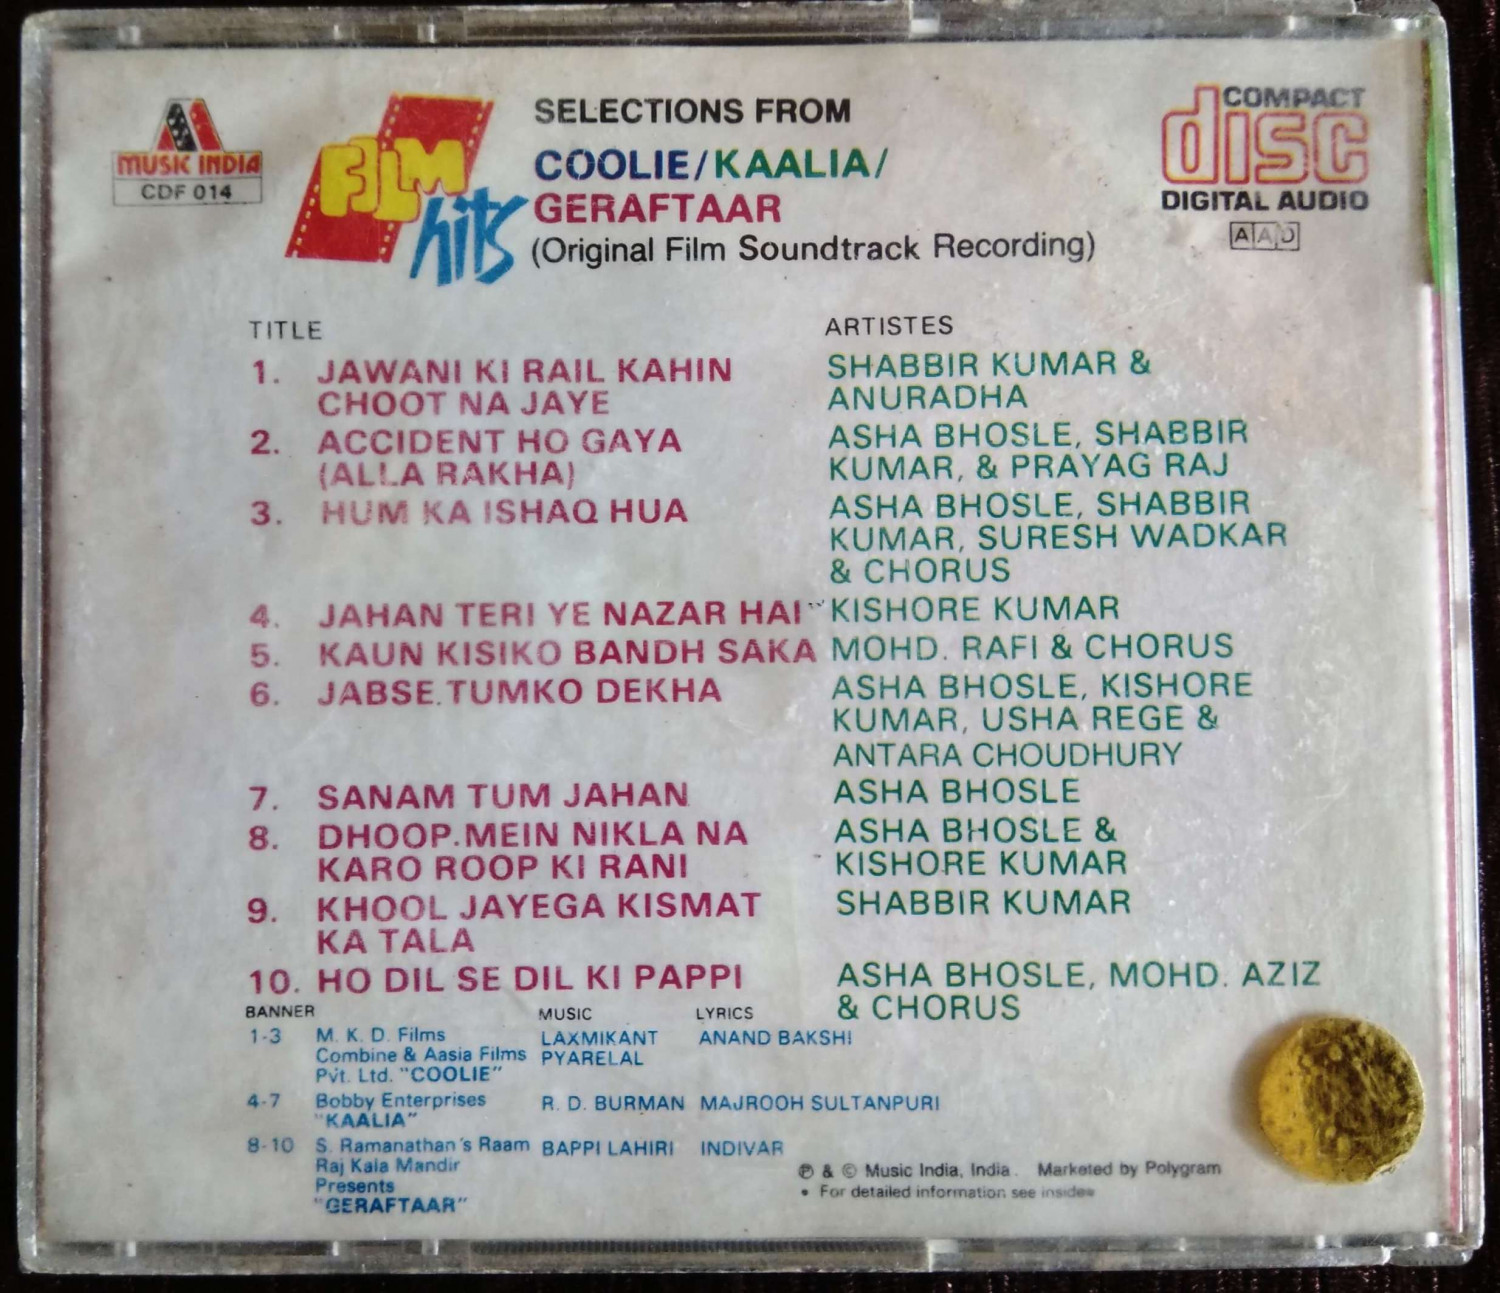 MUSIC INDIA
CDF 014
FILM
hits
SELECTIONS FROM
COOLIE/KAALIA/
GERAFTAAR
(Original Film Soundtrack Recording)
COMPACT
disc
DIGITAL AUDIO
AAD
TITLE ARTISTES
1. JAWANI KI RAIL KAHIN SHABBIR KUMAR &
CHOOT NA JAYE ANURADHA
2. ACCIDENT HO GAYA ASHA BHOSLE, SHABBIR
(ALLA RAKHA) KUMAR, & PRAYAG RAJ
3. HUM KA ISHAQ HUA ASHA BHOSLE, SHABBIR
KUMAR, SURESH WADKAR
& CHORUS
4. JAHAN TERI YE NAZAR HAI KISHORE KUMAR
5. KAUN KISIKO BANDH SAKA MOHD. RAFI & CHORUS
6. JABSE TUMKO DEKHA ASHA BHOSLE, KISHORE
KUMAR, USHA REGE &
ANTARA CHOUDHURY
7. SANAM TUM JAHAN ASHA BHOSLE
8. DHOOP MEIN NIKLA NA ASHA BHOSLE &
KARO ROOP KI RANI KISHORE KUMAR
9. KHOOL JAYEGA KISMAT SHABBIR KUMAR
KA TALA
10. HO DIL SE DIL KI PAPPI ASHA BHOSLE, MOHD. AZIZ
& CHORUS
BANNER MUSIC LYRICS
1-3 M. K. D. Films LAXMIKANT ANAND BAKSHI
Combine & Aasia Films PYARELAL
Pvt. Ltd. "COOLIE"
4-7 Bobby Enterprises R. D. BURMAN MAJROOH SULTANPURI
"KAALIA"
8-10 S. Ramanathan's Raam BAPPI LAHIRI INDIVAR
Raj Kala Mandir
Presents
"GERAFTAAR"
℗ & © Music India, India. Marketed by Polygram
• For detailed information see inside